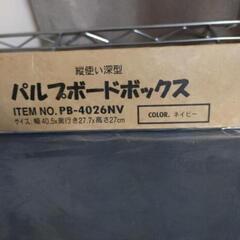 縦使い深型
パルプボードボックス
ITEM NO. PB-4026NV
COLOR. ネイビー
サイズ:幅40.5x奥行き27.7x高さ27cm